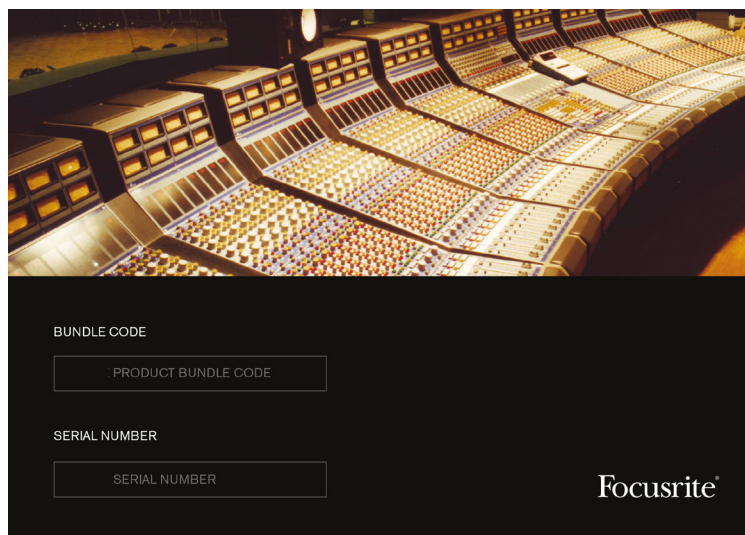 BUNDLE CODE
PRODUCT BUNDLE CODE
SERIAL NUMBER
SERIAL NUMBER
Focusrite®